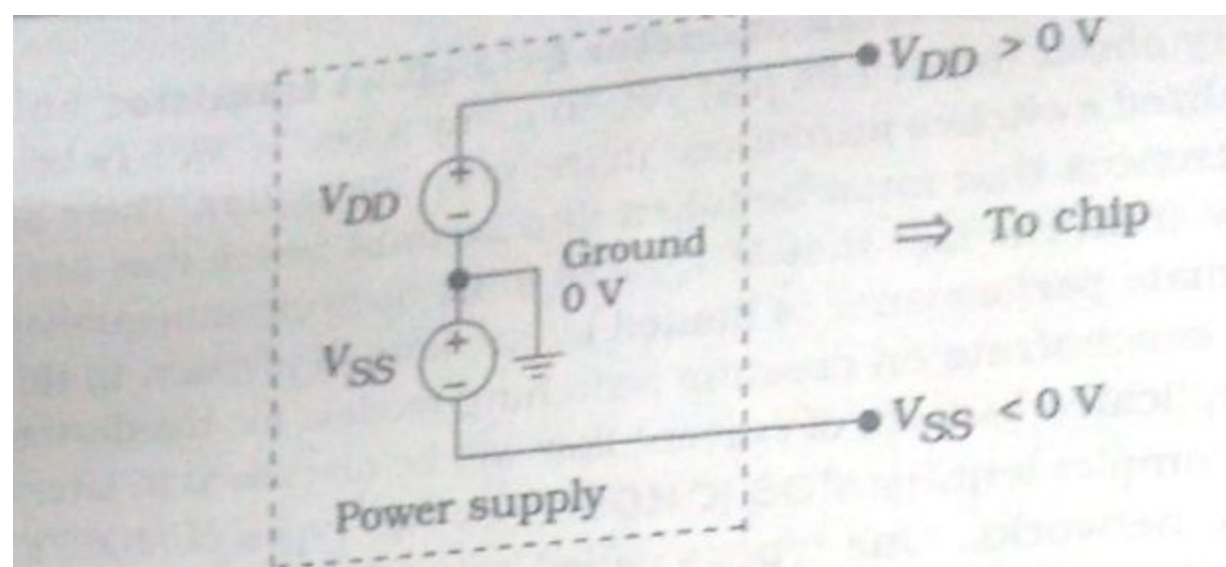 V_DD > 0 V
V_DD
+
−
Ground
0 V
⇒ To chip
V_SS
+
−
V_SS < 0 V
Power supply